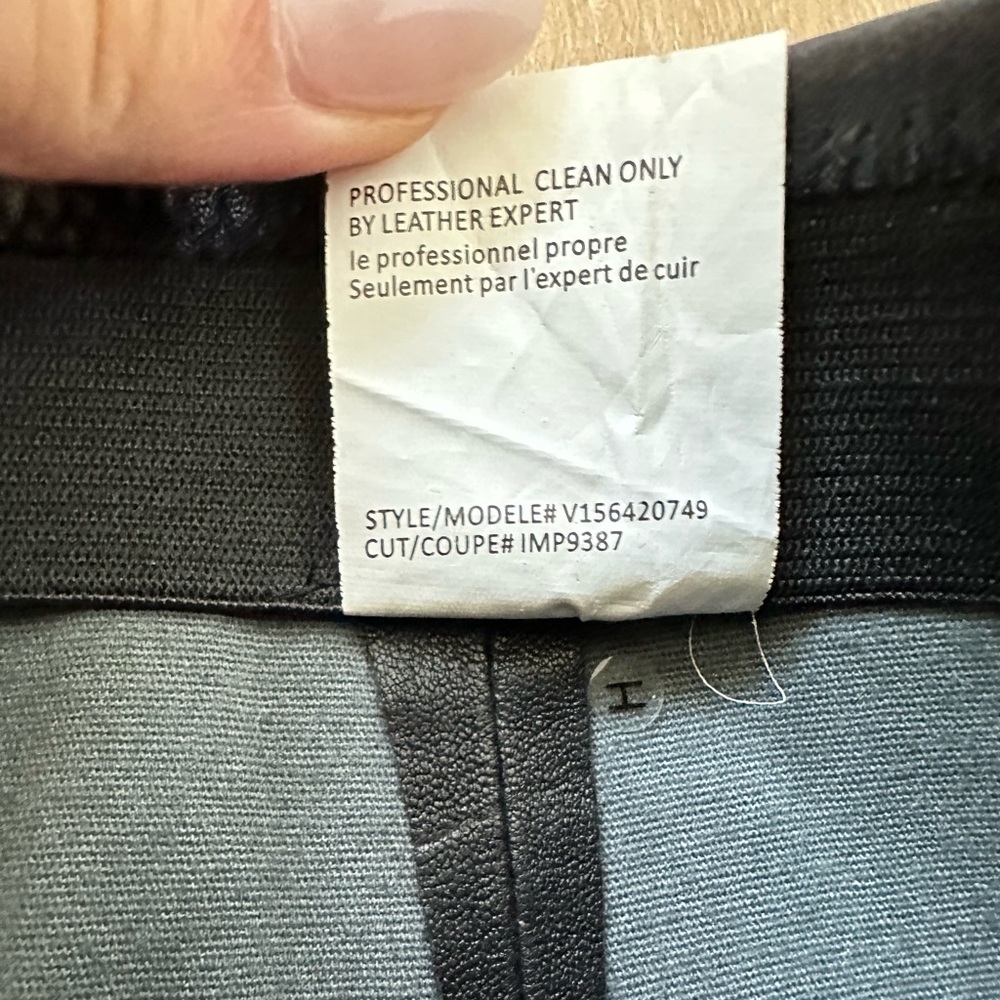 PROFESSIONAL CLEAN ONLY
BY LEATHER EXPERT
le professionnel propre
Seulement par l'expert de cuir
STYLE/MODELE# V156420749
CUT/COUPE# IMP9387
H